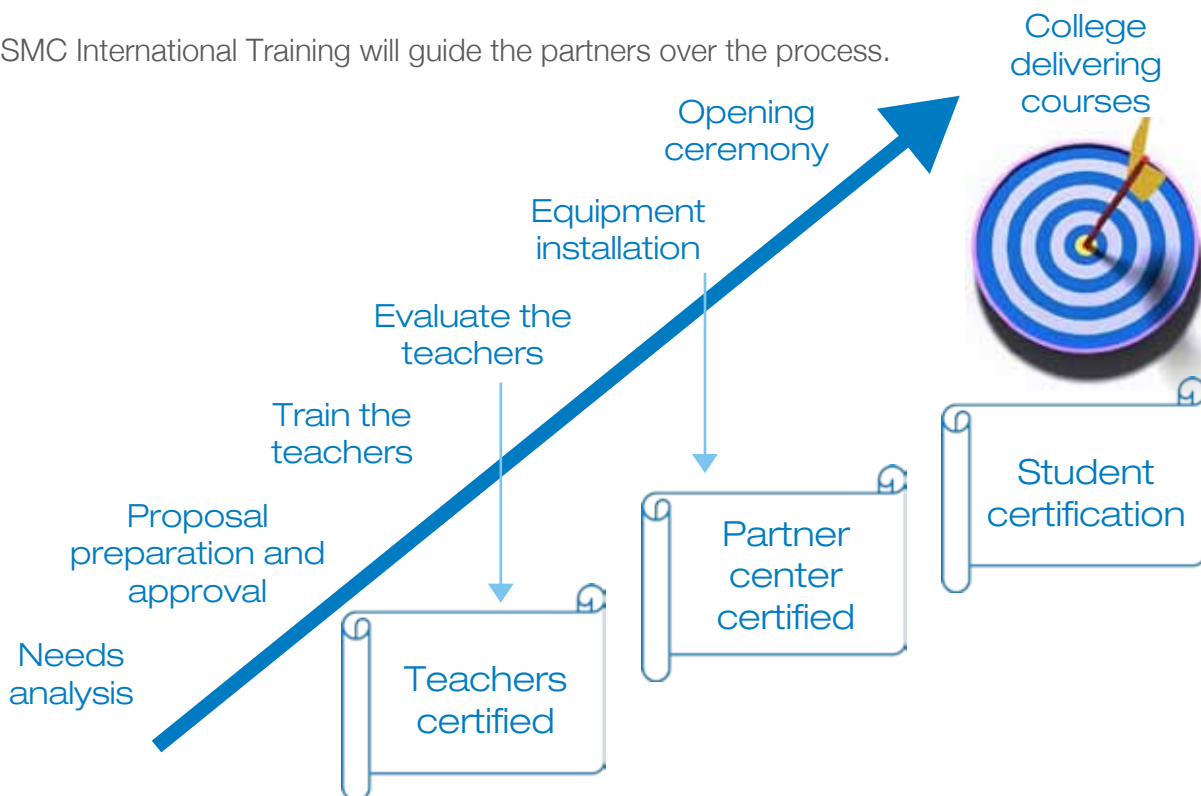 SMC International Training will guide the partners over the process.
College
delivering
courses
Opening
ceremony
Equipment
installation
Evaluate the
teachers
Train the
teachers
Proposal
preparation and
approval
Needs
analysis
Teachers
certified
Partner
center
certified
Student
certification